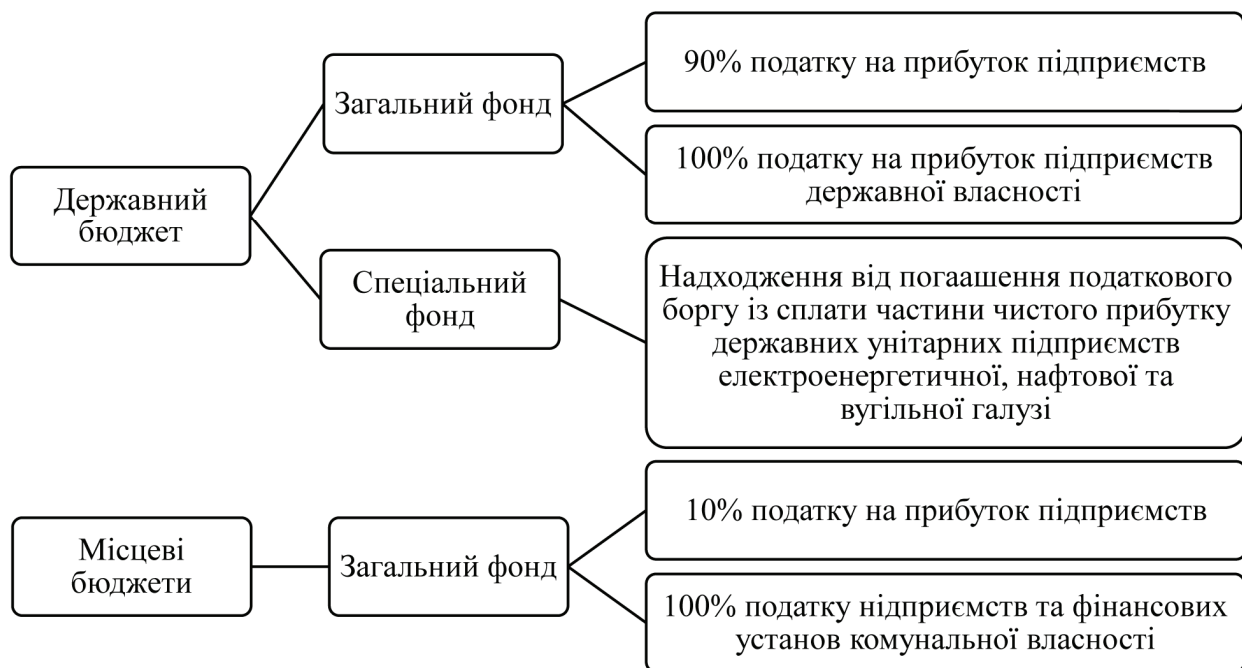 Державний
бюджет
Загальний фонд
90% податку на прибуток підприємств
100% податку на прибуток підприємств
державної власності
Спеціальний
фонд
Надходження від погаашення податкового
боргу із сплати частини чистого прибутку
державних унітарних підприємств
електроенергетичної, нафтової та
вугільної галузі
Місцеві
бюджети
Загальний фонд
10% податку на прибуток підприємств
100% податку нідприємств та фінансових
установ комунальної власності